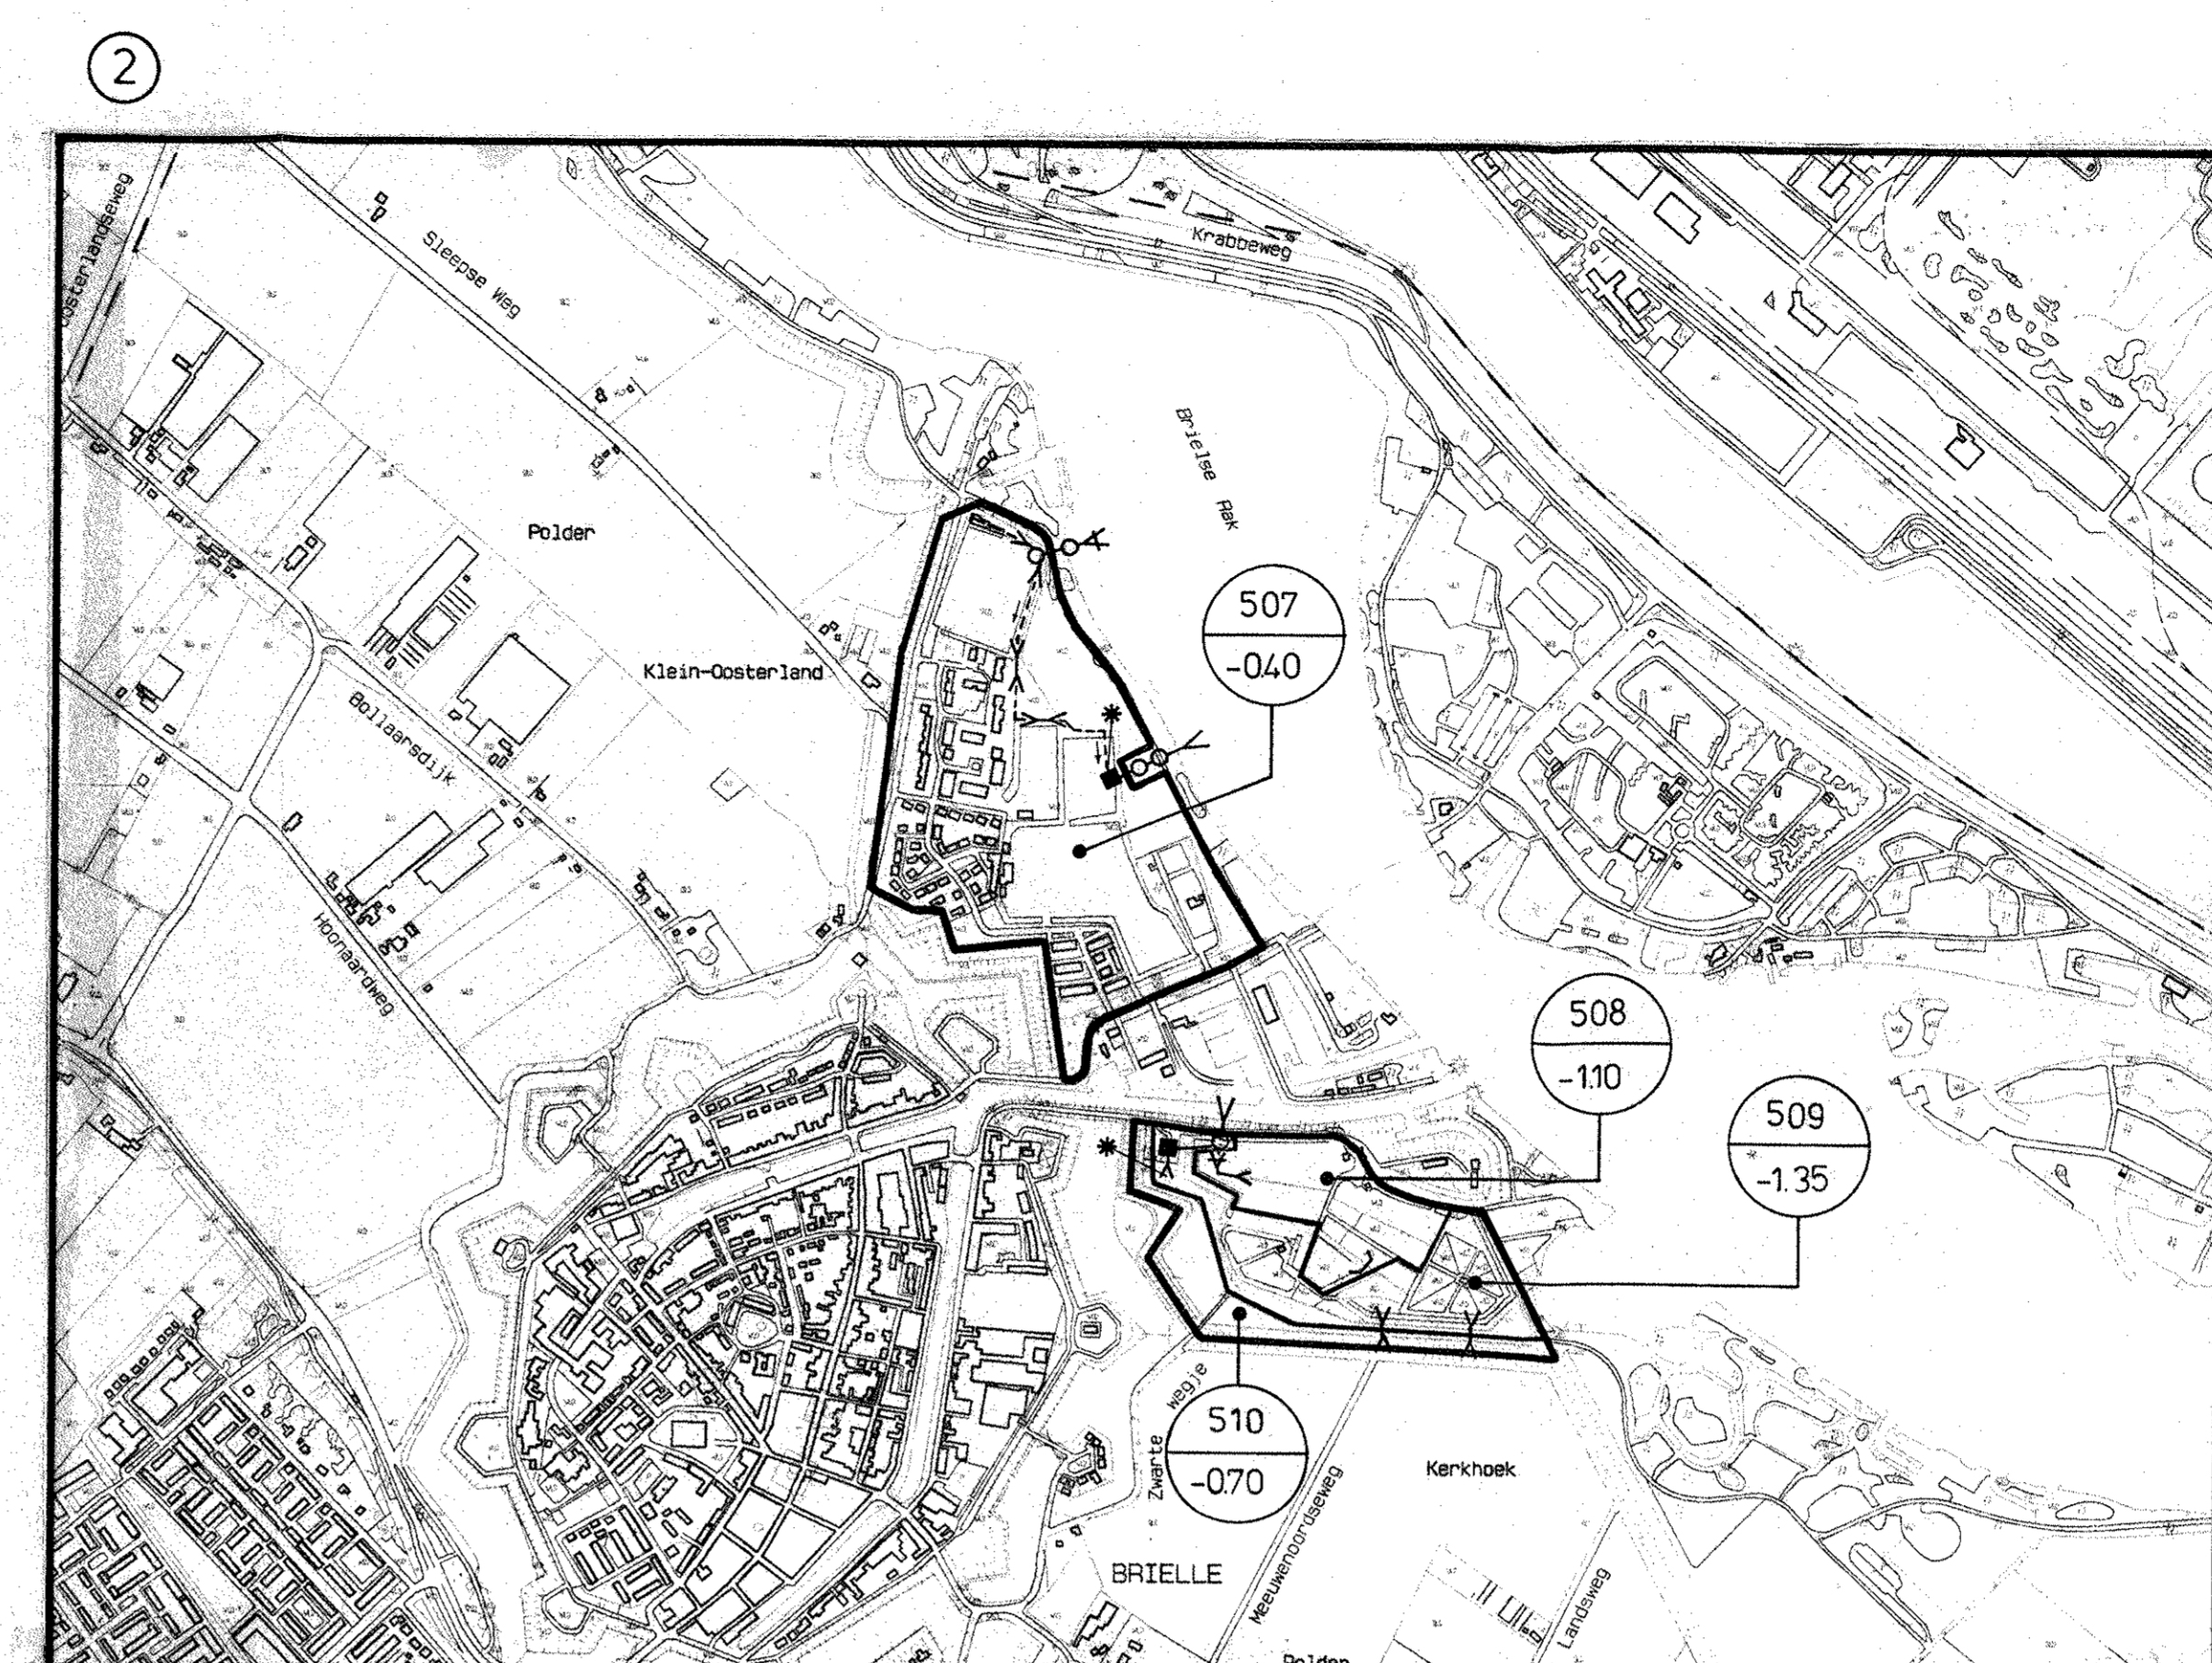 2
Oosterlandseweg
Sleepse Weg
Krabbeweg
Brielse Rak
Polder
507
-0.40
Klein-Oosterland
Bollaarsdijk
Hoonaardweg
508
-1.10
509
* -1.35
Zwarte wegje
510
-0.70
Kerkhoek
BRIELLE
Meeuwenoordseweg
Landsweg
Polder